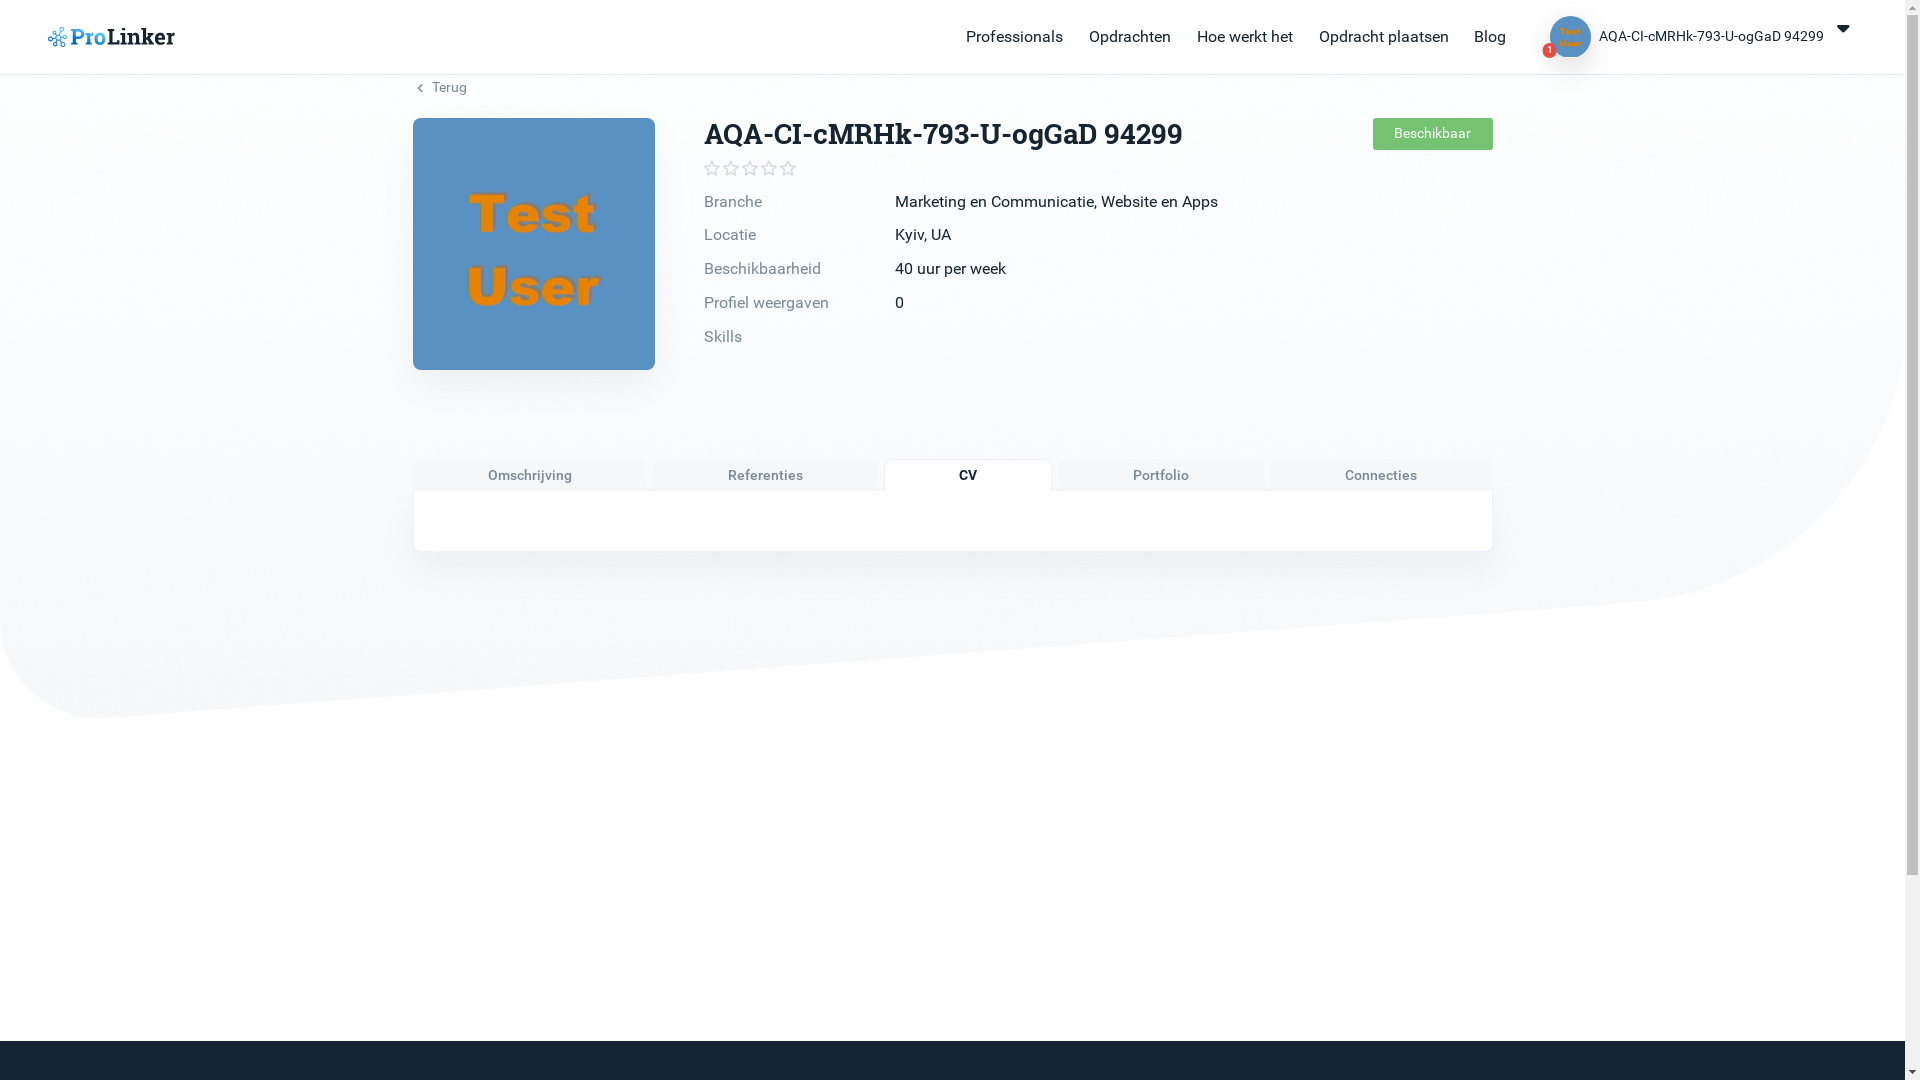 ProLinker
Professionals
Opdrachten
Hoe werkt het
Opdracht plaatsen
Blog
Test
User
1
AQA-CI-cMRHk-793-U-ogGaD 94299
Terug
Test
User
AQA-CI-cMRHk-793-U-ogGaD 94299
Beschikbaar
Branche
Marketing en Communicatie, Website en Apps
Locatie
Kyiv, UA
Beschikbaarheid
40 uur per week
Profiel weergaven
0
Skills
Omschrijving
Referenties
CV
Portfolio
Connecties